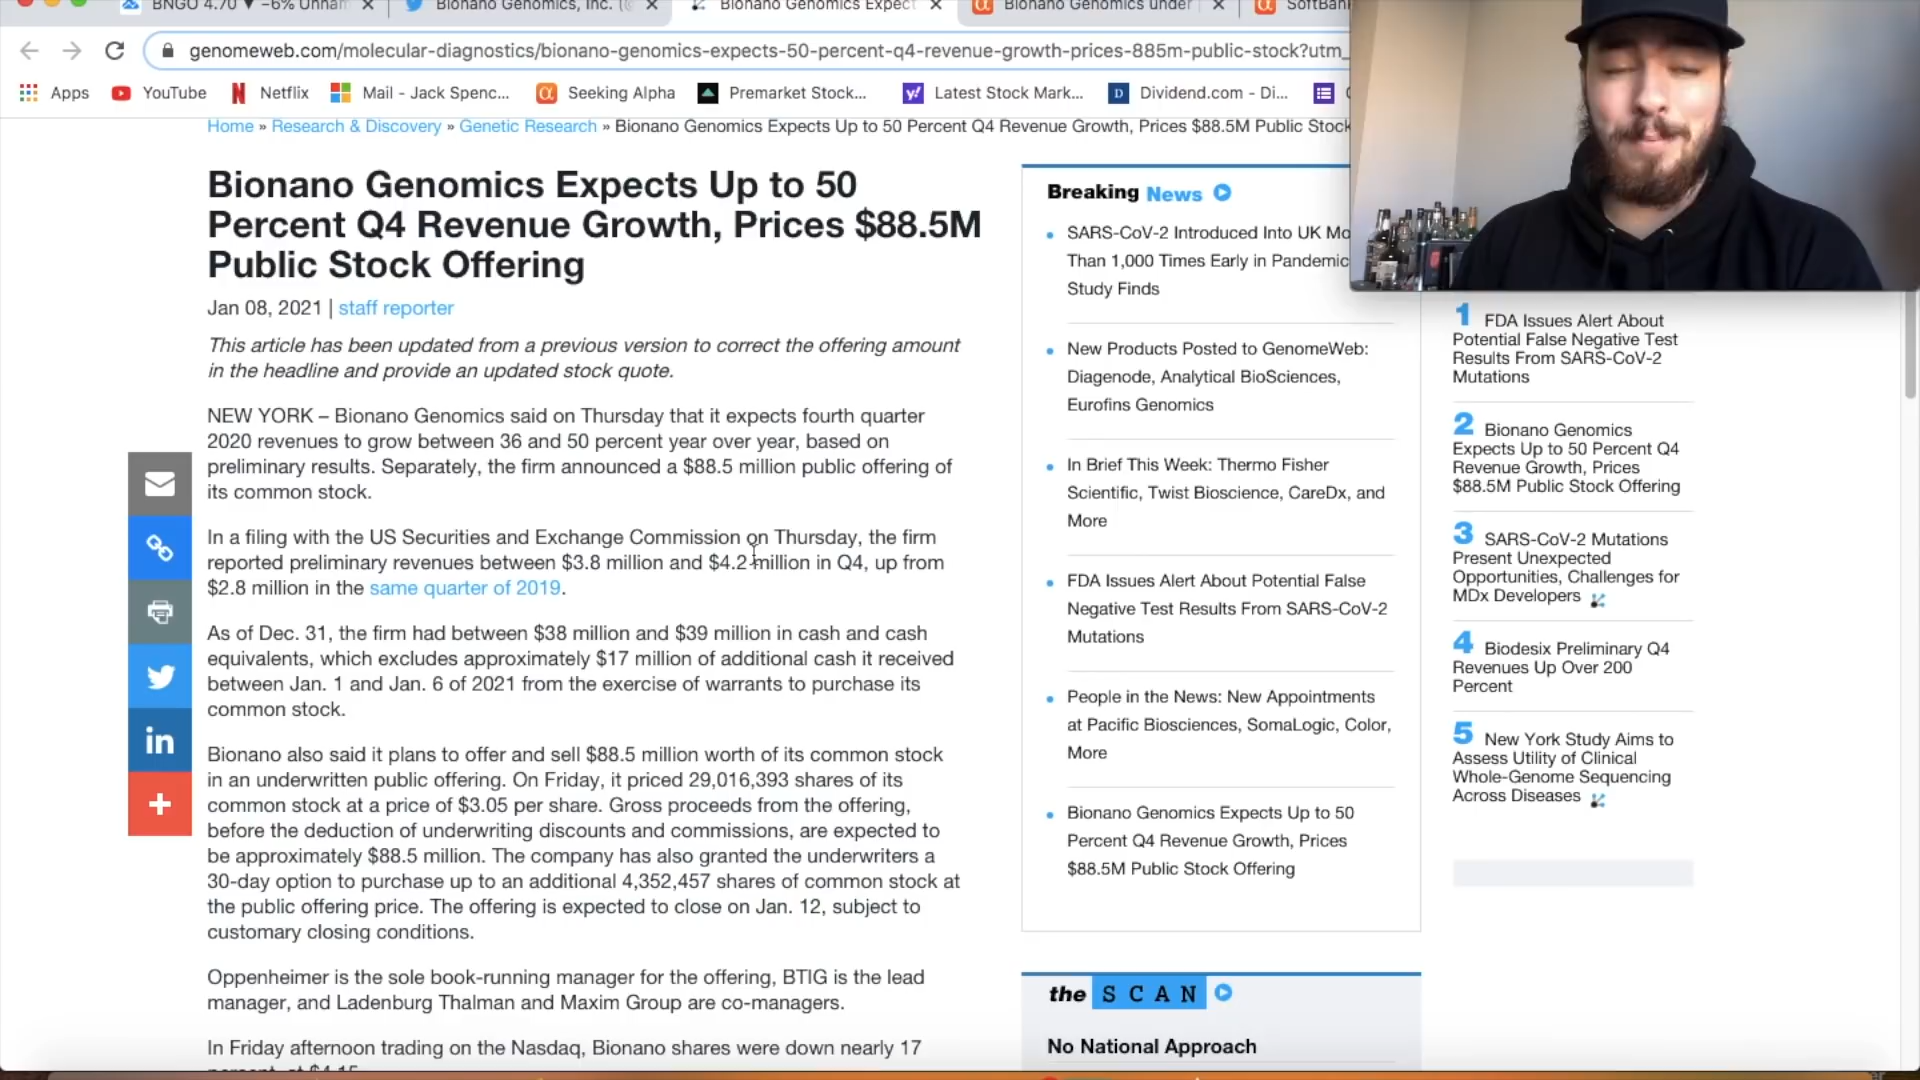 BNGO 4.70 ▼ −6% Unnam
Bionano Genomics, Inc. (@
Bionano Genomics Expect
Bionano Genomics under
SoftBan
genomeweb.com/molecular-diagnostics/bionano-genomics-expects-50-percent-q4-revenue-growth-prices-885m-public-stock?utm_
Apps
YouTube
Netflix
Mail - Jack Spenc...
Seeking Alpha
Premarket Stock...
Latest Stock Mark...
Dividend.com - Di...
Home » Research & Discovery » Genetic Research » Bionano Genomics Expects Up to 50 Percent Q4 Revenue Growth, Prices $88.5M Public Stock
Bionano Genomics Expects Up to 50
Percent Q4 Revenue Growth, Prices $88.5M
Public Stock Offering
Jan 08, 2021 | staff reporter
This article has been updated from a previous version to correct the offering amount
in the headline and provide an updated stock quote.
NEW YORK – Bionano Genomics said on Thursday that it expects fourth quarter
2020 revenues to grow between 36 and 50 percent year over year, based on
preliminary results. Separately, the firm announced a $88.5 million public offering of
its common stock.
In a filing with the US Securities and Exchange Commission on Thursday, the firm
reported preliminary revenues between $3.8 million and $4.2 million in Q4, up from
$2.8 million in the same quarter of 2019.
As of Dec. 31, the firm had between $38 million and $39 million in cash and cash
equivalents, which excludes approximately $17 million of additional cash it received
between Jan. 1 and Jan. 6 of 2021 from the exercise of warrants to purchase its
common stock.
Bionano also said it plans to offer and sell $88.5 million worth of its common stock
in an underwritten public offering. On Friday, it priced 29,016,393 shares of its
common stock at a price of $3.05 per share. Gross proceeds from the offering,
before the deduction of underwriting discounts and commissions, are expected to
be approximately $88.5 million. The company has also granted the underwriters a
30-day option to purchase up to an additional 4,352,457 shares of common stock at
the public offering price. The offering is expected to close on Jan. 12, subject to
customary closing conditions.
Oppenheimer is the sole book-running manager for the offering, BTIG is the lead
manager, and Ladenburg Thalman and Maxim Group are co-managers.
In Friday afternoon trading on the Nasdaq, Bionano shares were down nearly 17
percent, at $4.15
in
Breaking News
SARS-CoV-2 Introduced Into UK Mo
Than 1,000 Times Early in Pandemic
Study Finds
New Products Posted to GenomeWeb:
Diagenode, Analytical BioSciences,
Eurofins Genomics
In Brief This Week: Thermo Fisher
Scientific, Twist Bioscience, CareDx, and
More
FDA Issues Alert About Potential False
Negative Test Results From SARS-CoV-2
Mutations
People in the News: New Appointments
at Pacific Biosciences, SomaLogic, Color,
More
Bionano Genomics Expects Up to 50
Percent Q4 Revenue Growth, Prices
$88.5M Public Stock Offering
the SCAN
No National Approach
1 FDA Issues Alert About
Potential False Negative Test
Results From SARS-CoV-2
Mutations
2 Bionano Genomics
Expects Up to 50 Percent Q4
Revenue Growth, Prices
$88.5M Public Stock Offering
3 SARS-CoV-2 Mutations
Present Unexpected
Opportunities, Challenges for
MDx Developers
4 Biodesix Preliminary Q4
Revenues Up Over 200
Percent
5 New York Study Aims to
Assess Utility of Clinical
Whole-Genome Sequencing
Across Diseases